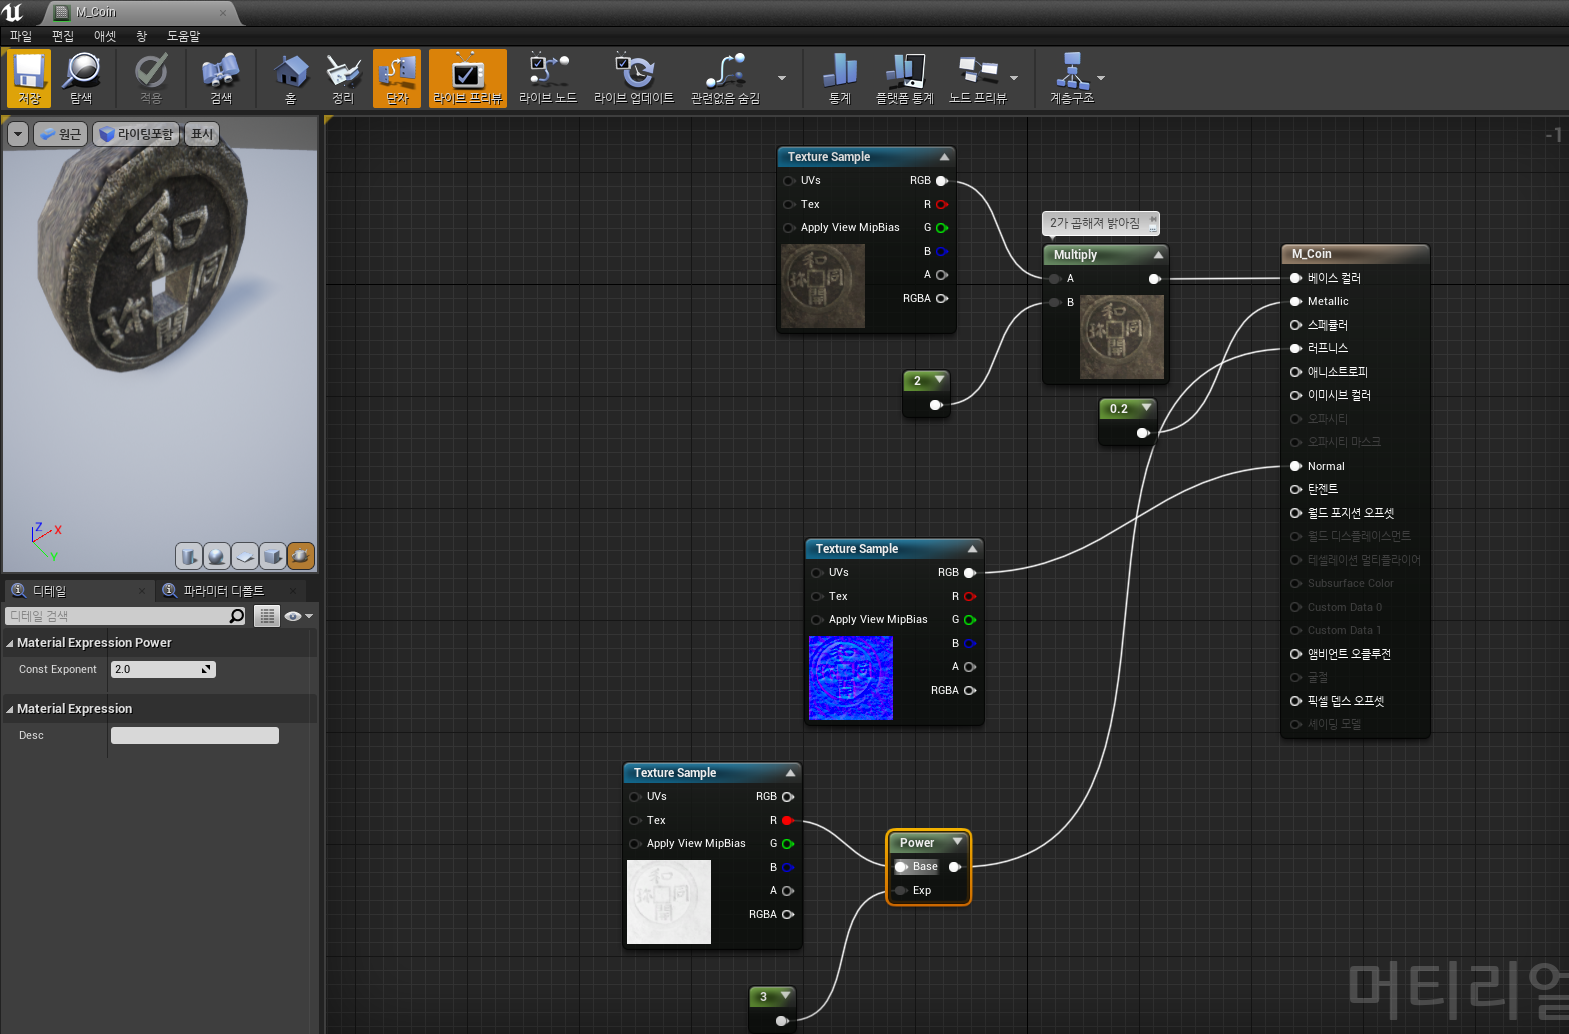 M_Coin
파일 편집 애셋 창 도움말
저장 탐색 적용 검색 홈 정리 단자 라이브 프리뷰 라이브 노드 라이브 업데이트 관련없음 숨김 통계 플랫폼 통계 노드 프리뷰 계층구조
원근 라이팅포함 표시
-1
和
同
珎
開
Z X
Y
디테일 파라미터 디폴트
디테일 검색
Material Expression Power
Const Exponent 2.0
Material Expression
Desc
Texture Sample
UVs RGB
Tex R
Apply View MipBias G
B
A
RGBA
2가 곱해져 밝아짐
Multiply
A
B
2
0.2
M_Coin
베이스 컬러
Metallic
스페큘러
러프니스
애니소트로피
이미시브 컬러
오파시티
오파시티 마스크
Normal
탄젠트
월드 포지션 오프셋
월드 디스플레이스먼트
테셀레이션 멀티플라이어
Subsurface Color
Custom Data 0
Custom Data 1
앰비언트 오클루전
굴절
픽셀 뎁스 오프셋
셰이딩 모델
Texture Sample
UVs RGB
Tex R
Apply View MipBias G
B
A
RGBA
Texture Sample
UVs RGB
Tex R
Apply View MipBias G
B
A
RGBA
Power
Base
Exp
3
머티리얼